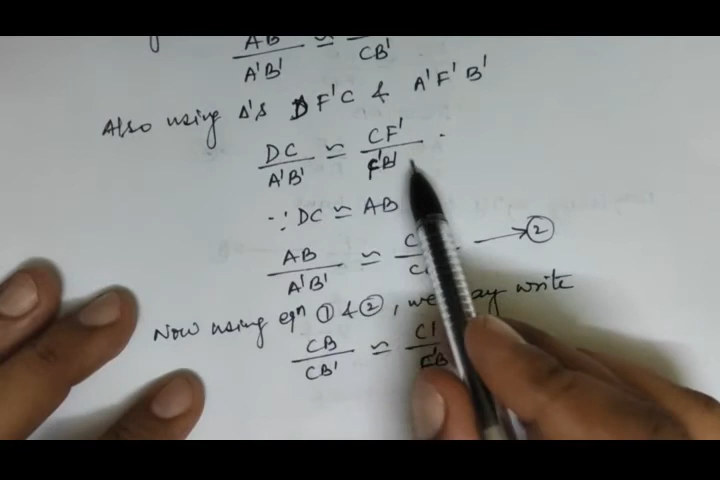 AB / A'B' ≃ / CB'
Also using Δ'S DF'C & A'F'B'
DC / A'B' ≃ CF' / F'B'
∵ DC ≃ AB
AB / A'B' ≃ → ②
Now using eqn ① & ②, we write
CB / CB' ≃